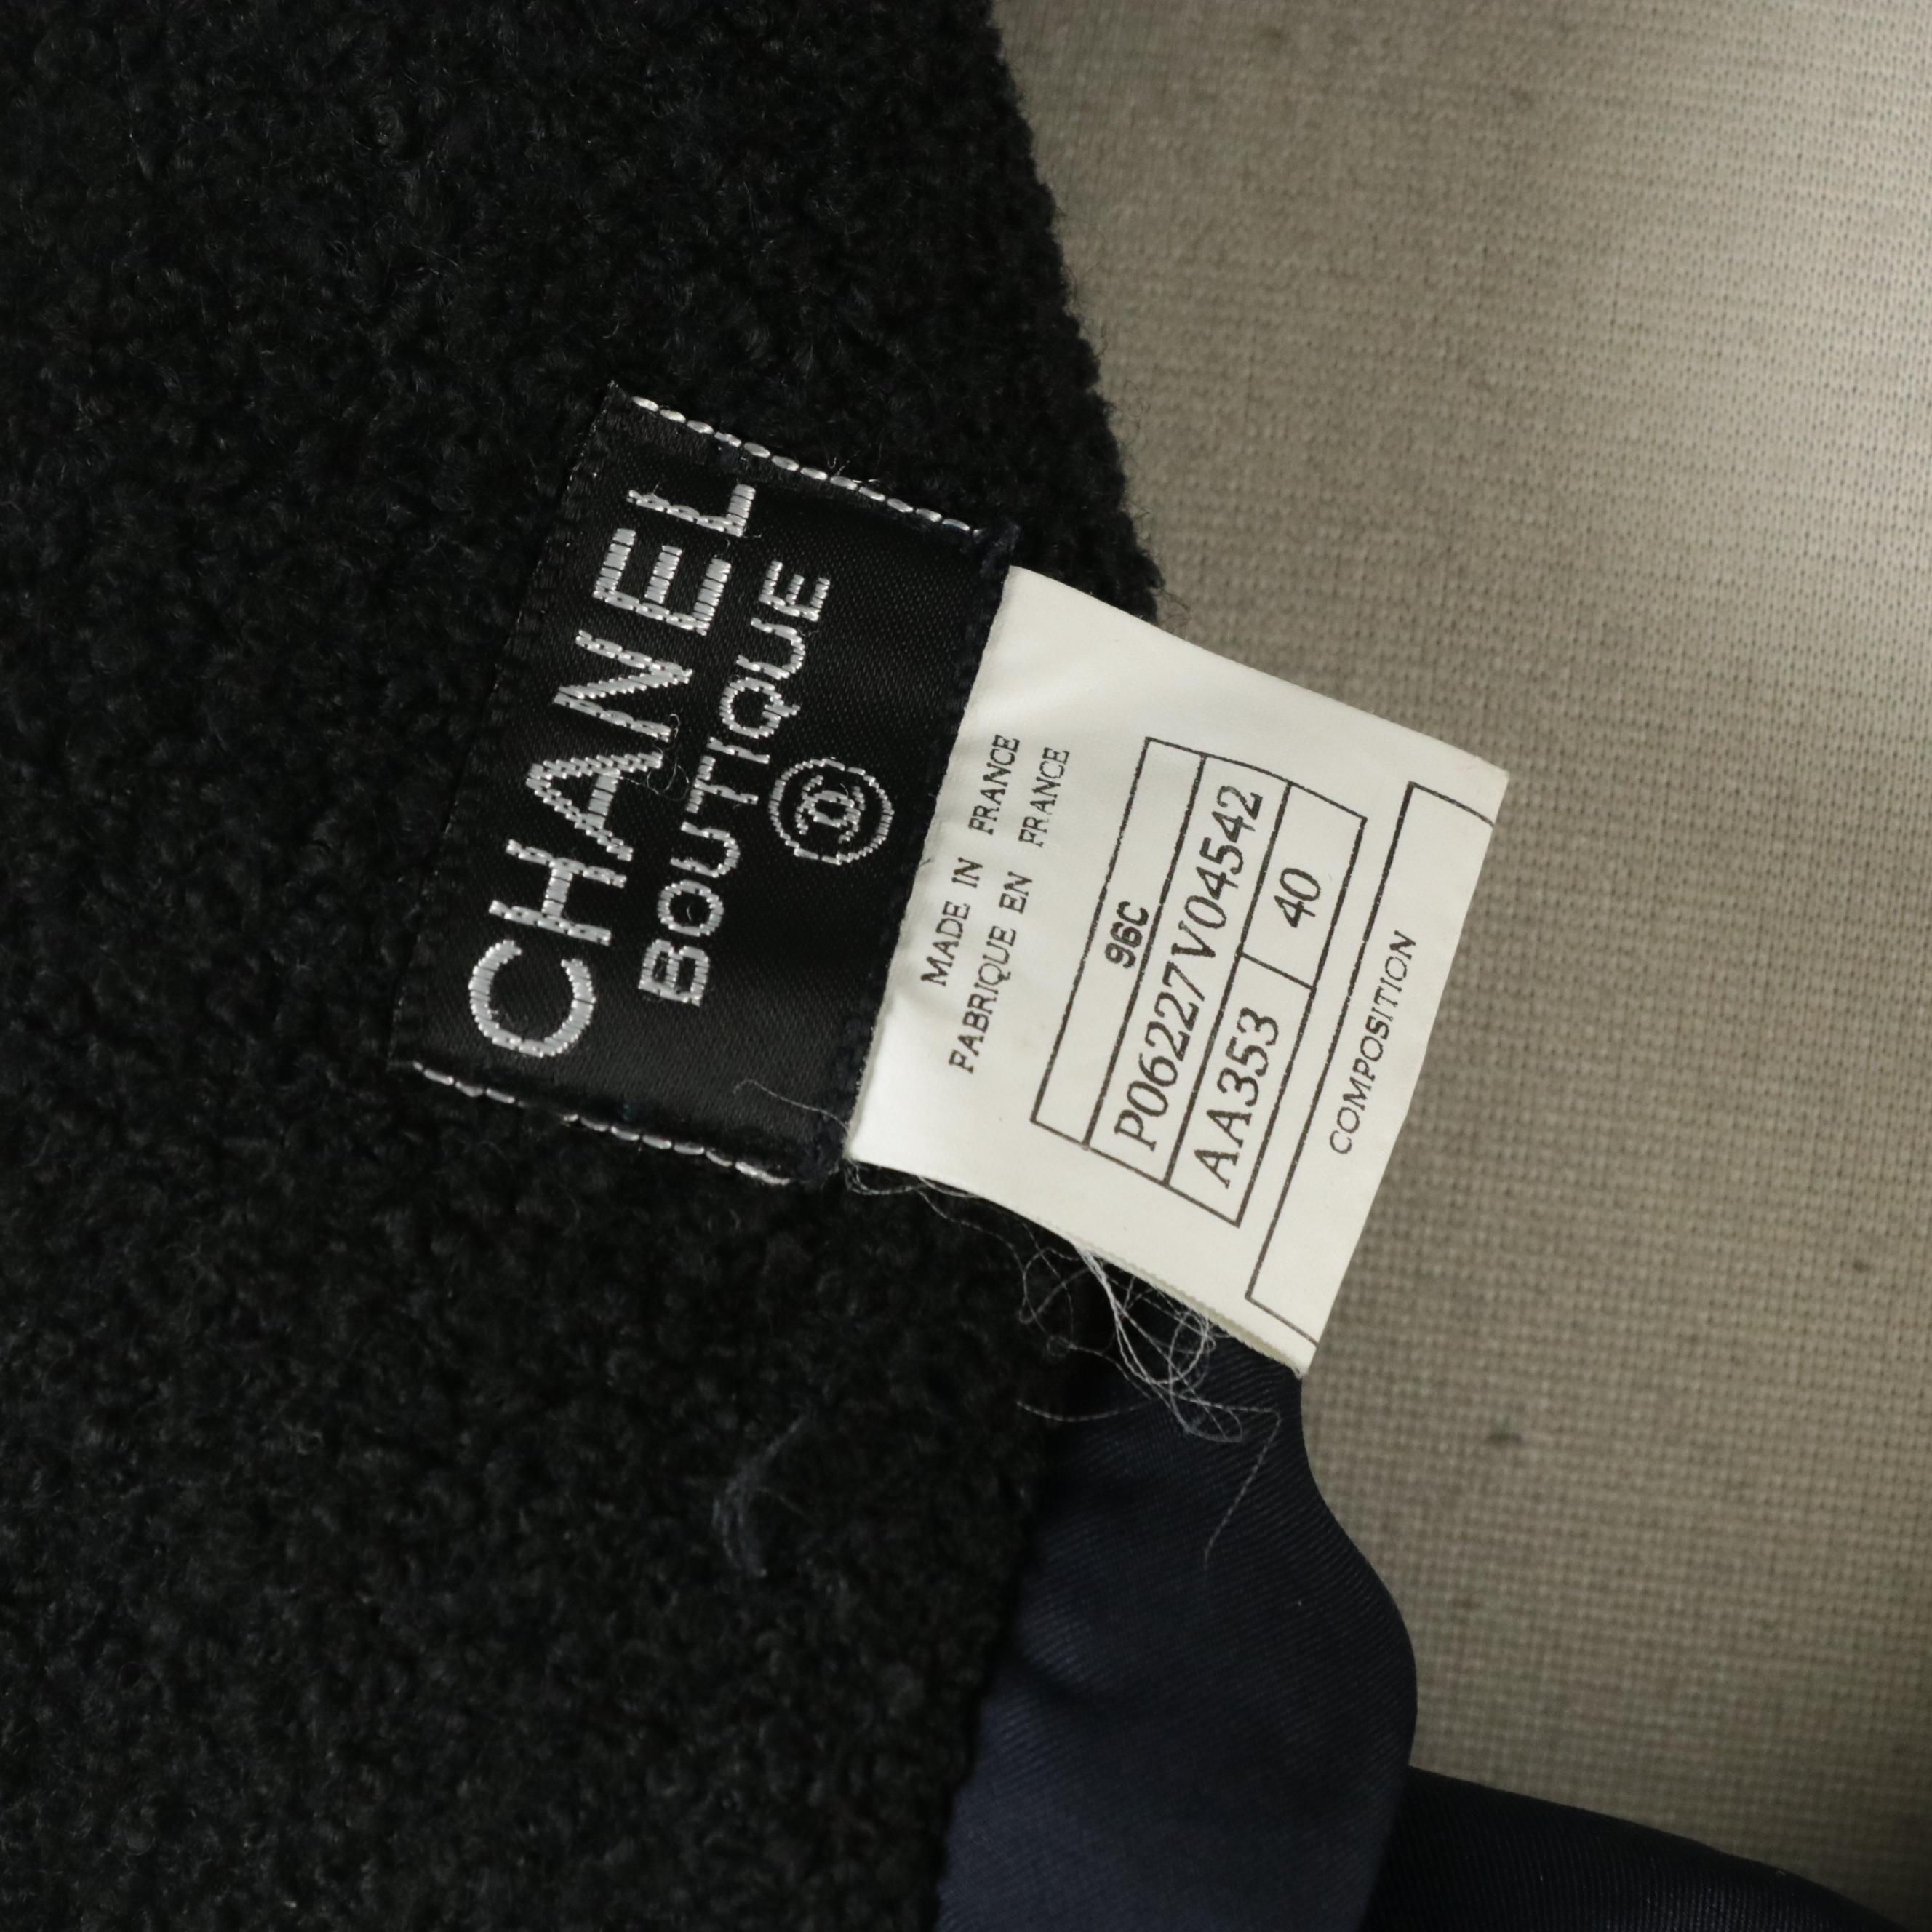 CHANEL
BOUTIQUE
MADE IN FRANCE
FABRIQUE EN FRANCE
96C
P06227V04542
AA353 40
COMPOSITION